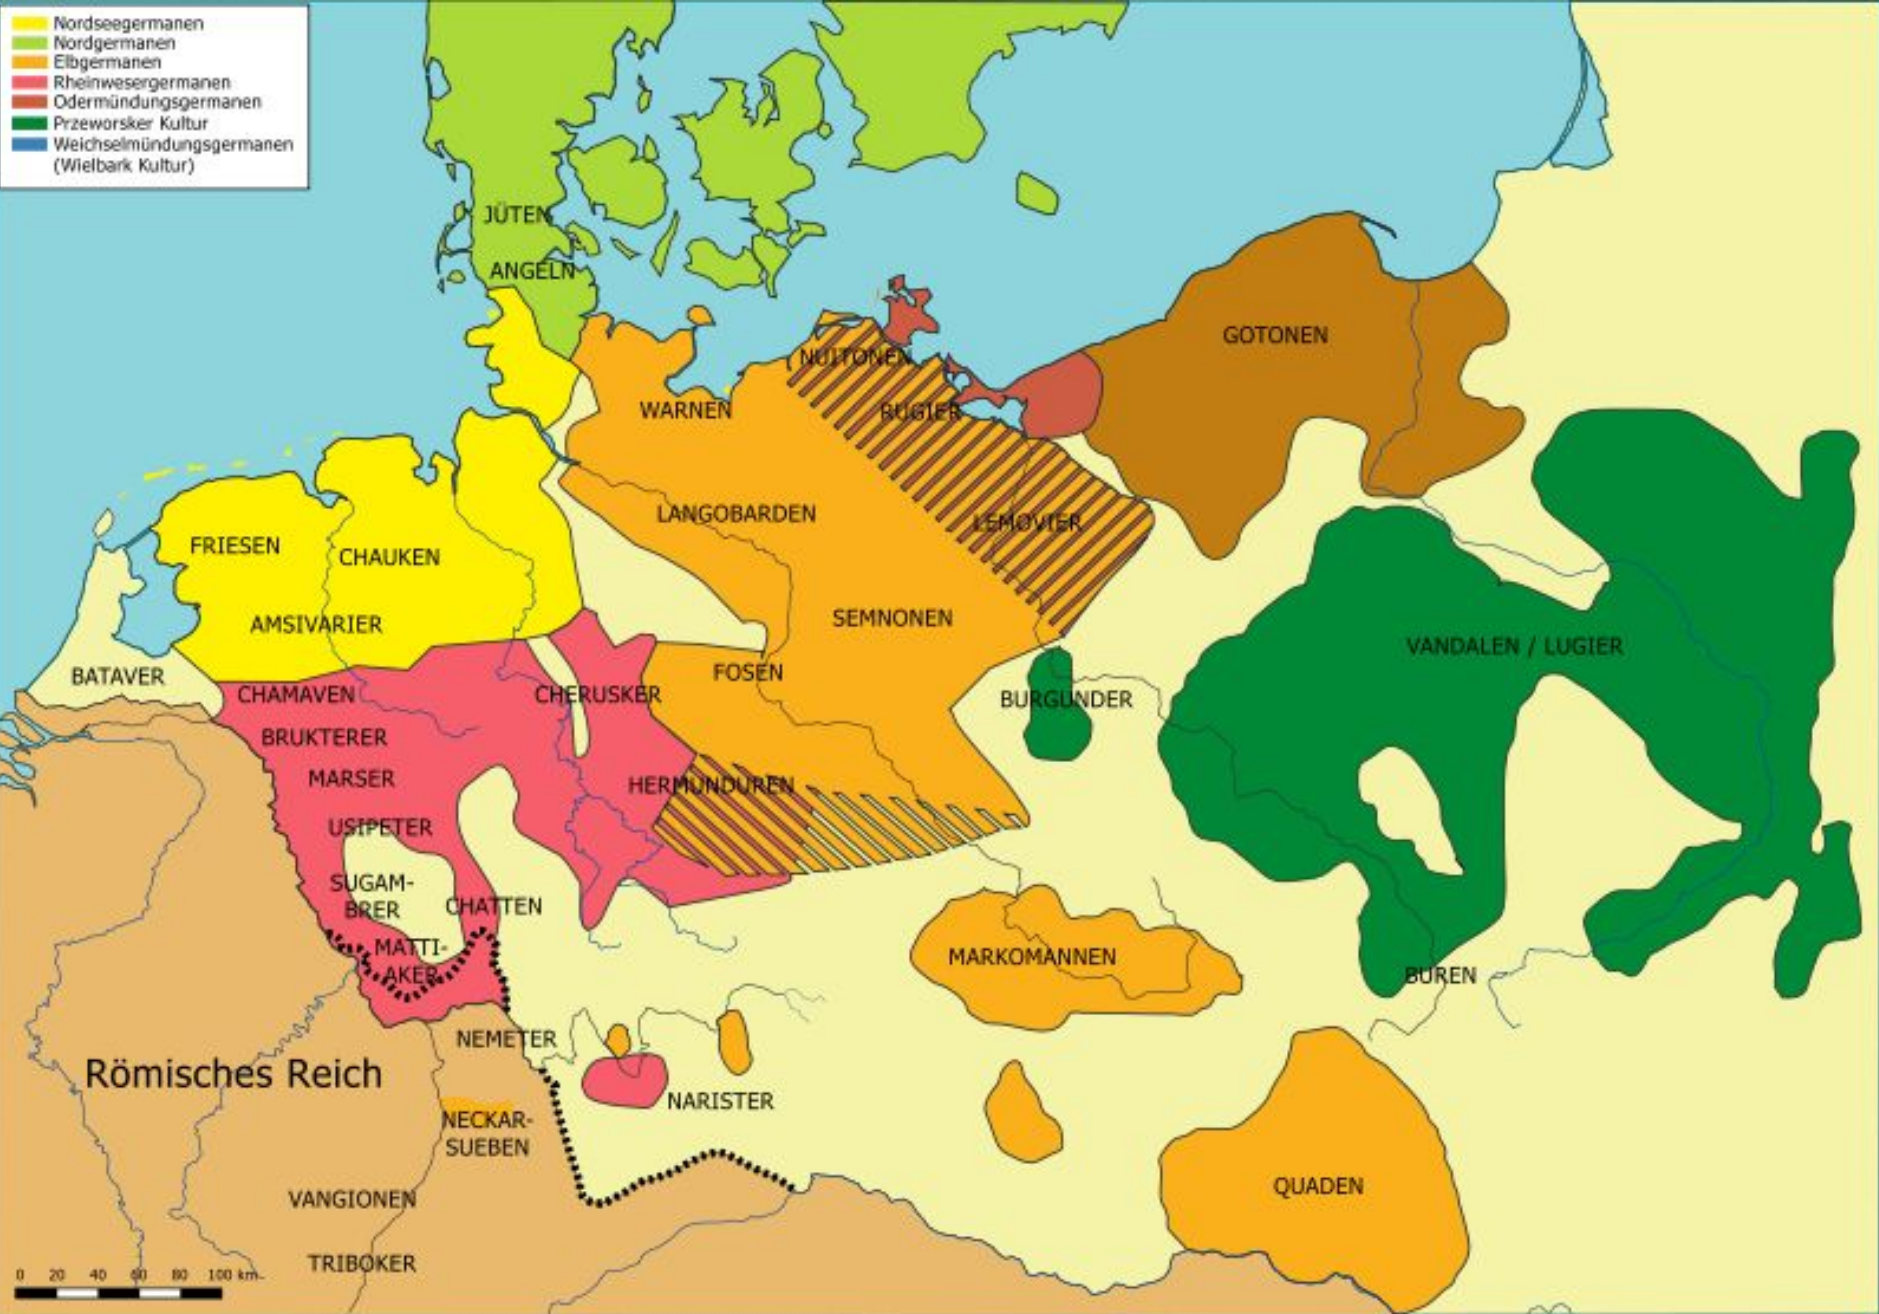 Nordseegermanen
Nordgermanen
Elbgermanen
Rheinwesergermanen
Odermündungsgermanen
Przeworsker Kultur
Weichselmündungsgermanen
(Wielbark Kultur)
JÜTEN
ANGELN
GOTONEN
NUITONEN
WARNEN
RUGIER
LANGOBARDEN
LEMOVIER
FRIESEN
CHAUKEN
AMSIVARIER
SEMNONEN
VANDALEN / LUGIER
BATAVER
FOSEN
CHAMAVEN
CHERUSKER
BURGUNDER
BRUKTERER
MARSER
HERMUNDUREN
USIPETER
SUGAM-
BRER
CHATTEN
MATTI-
AKER
MARKOMANNEN
BUREN
NEMETER
Römisches Reich
NARISTER
NECKAR-
SUEBEN
QUADEN
VANGIONEN
TRIBOKER
0 20 40 60 80 100 km